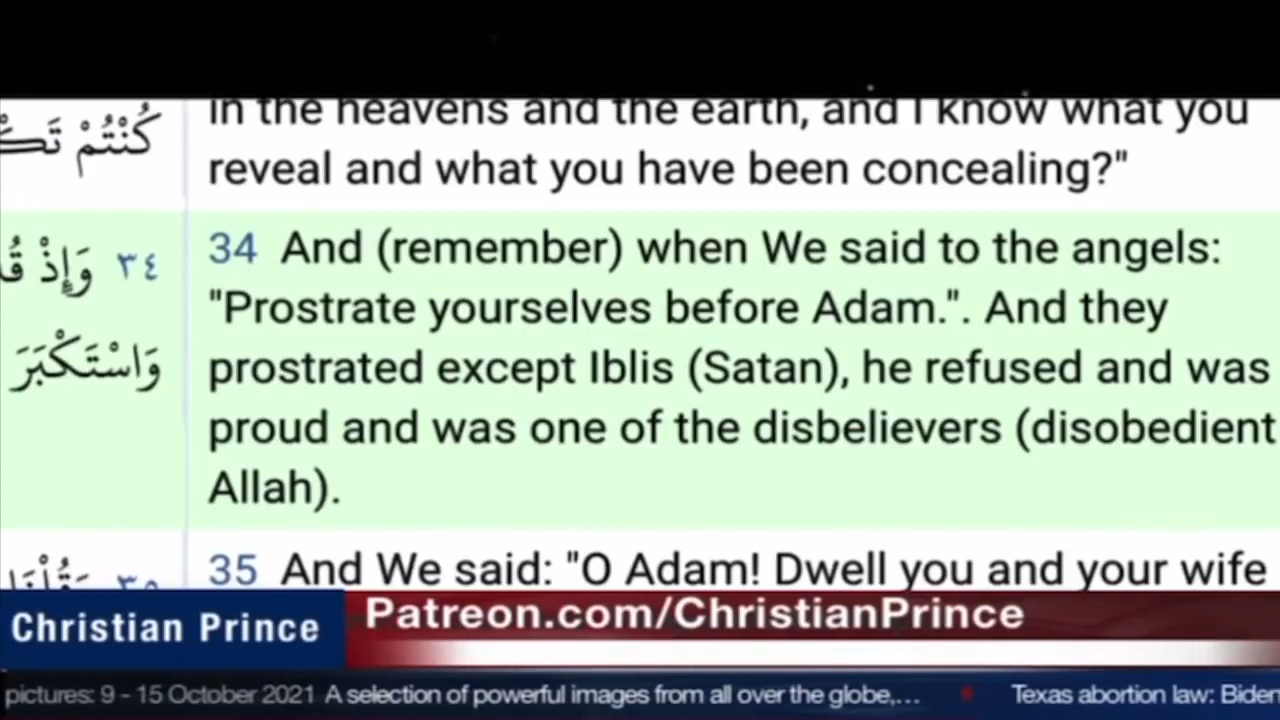 in the heavens and the earth, and I know what you
كُنْتُمْ
reveal and what you have been concealing?"
٣٤ وَإِذْ
34 And (remember) when We said to the angels:
"Prostrate yourselves before Adam.". And they
وَاسْتَكْبَرَ
prostrated except Iblis (Satan), he refused and was
proud and was one of the disbelievers (disobedient
Allah).
35 And We said: "O Adam! Dwell you and your wife
Christian Prince
Patreon.com/ChristianPrince
pictures: 9 - 15 October 2021 A selection of powerful images from all over the globe,... Texas abortion law: Biden